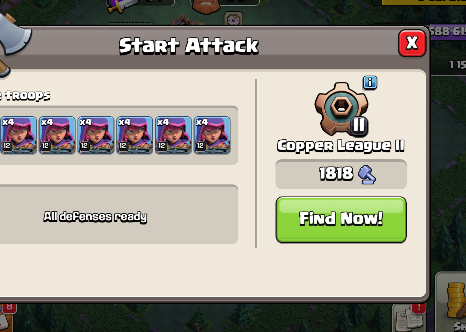 Start Attack
X
TROOPS
x4 x4 x4 x4 x4 x4
12 12 12 12 12 12
i
II
Copper League II
1818
All defenses ready
Find Now!